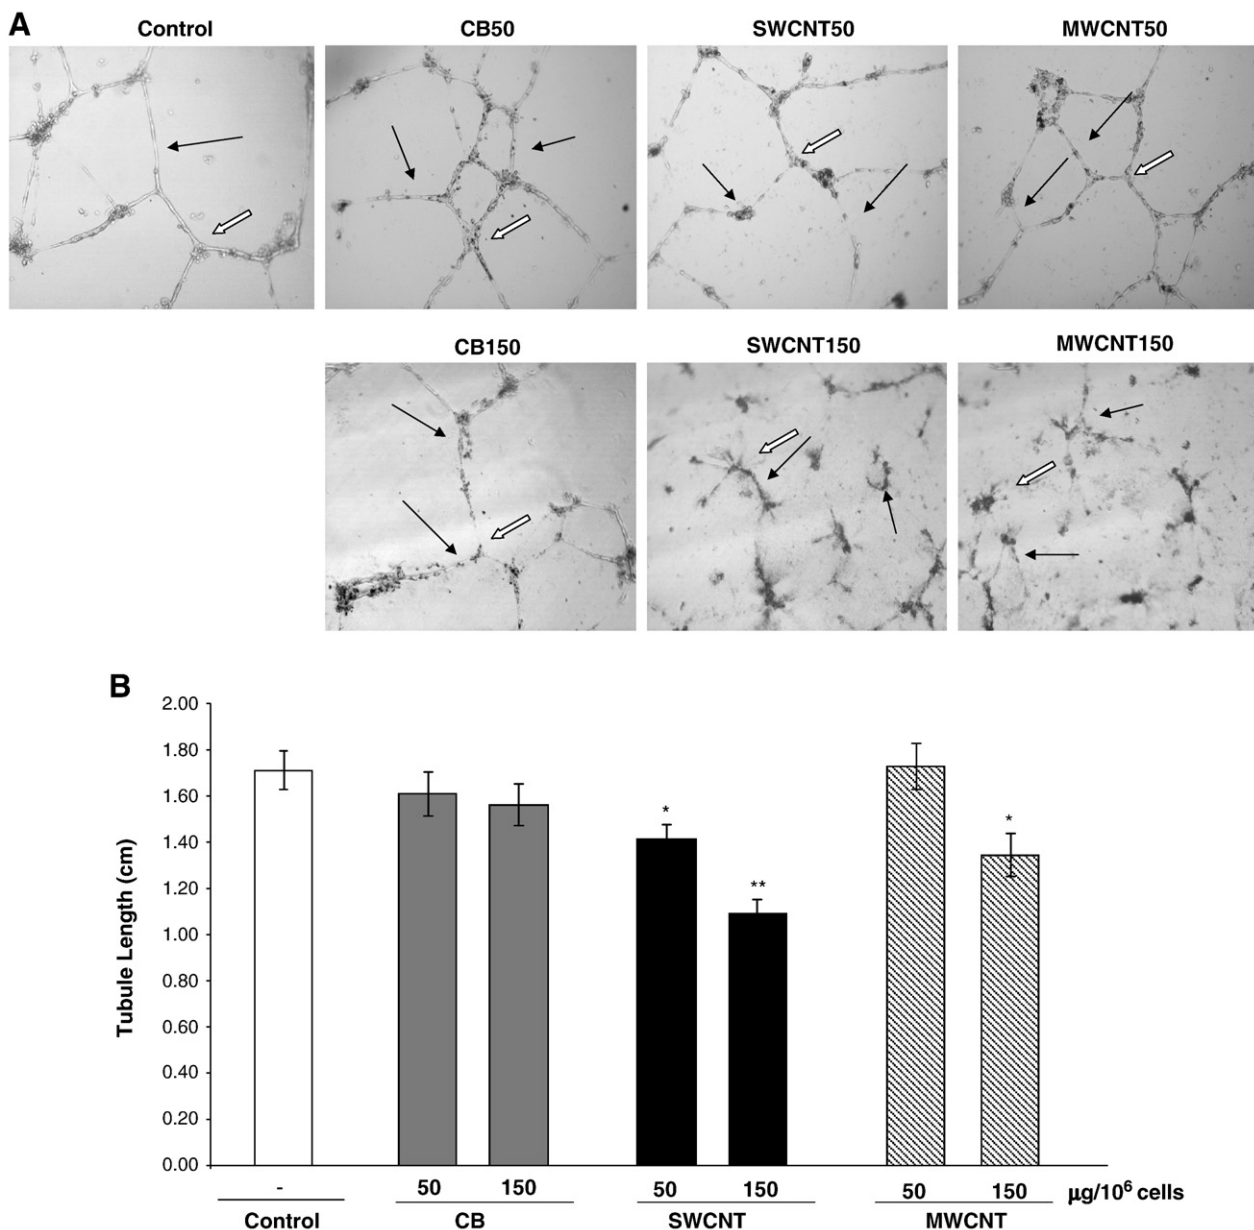 A
Control
CB50
SWCNT50
MWCNT50
CB150
SWCNT150
MWCNT150
B
Tubule Length (cm)
2.00
1.80
1.60
1.40
1.20
1.00
0.80
0.60
0.40
0.20
0.00
*
**
*
- 50 150 50 150 50 150 μg/10⁶ cells
Control CB SWCNT MWCNT